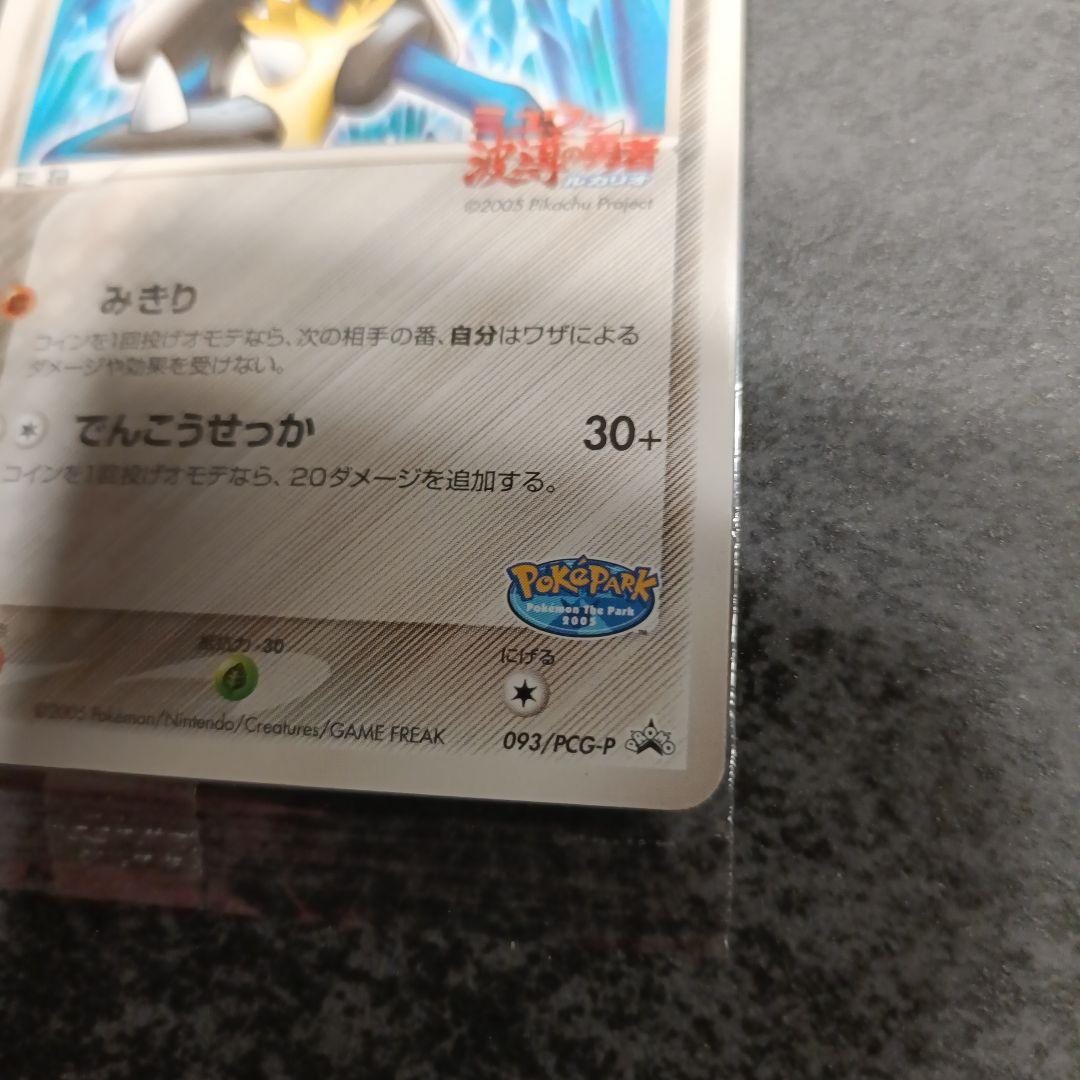 ミュウと
波導の勇者
ルカリオ
©2005 Pikachu Project
みきり
コインを1回投げオモテなら、次の相手の番、自分はワザによる
ダメージや効果を受けない。
でんこうせっか 30+
コインを1回投げオモテなら、20ダメージを追加する。
POKéPARK
Pokémon The Park
2005
™
抵抗力 -30
にげる
©2005 Pokémon/Nintendo/Creatures/GAME FREAK
093/PCG-P